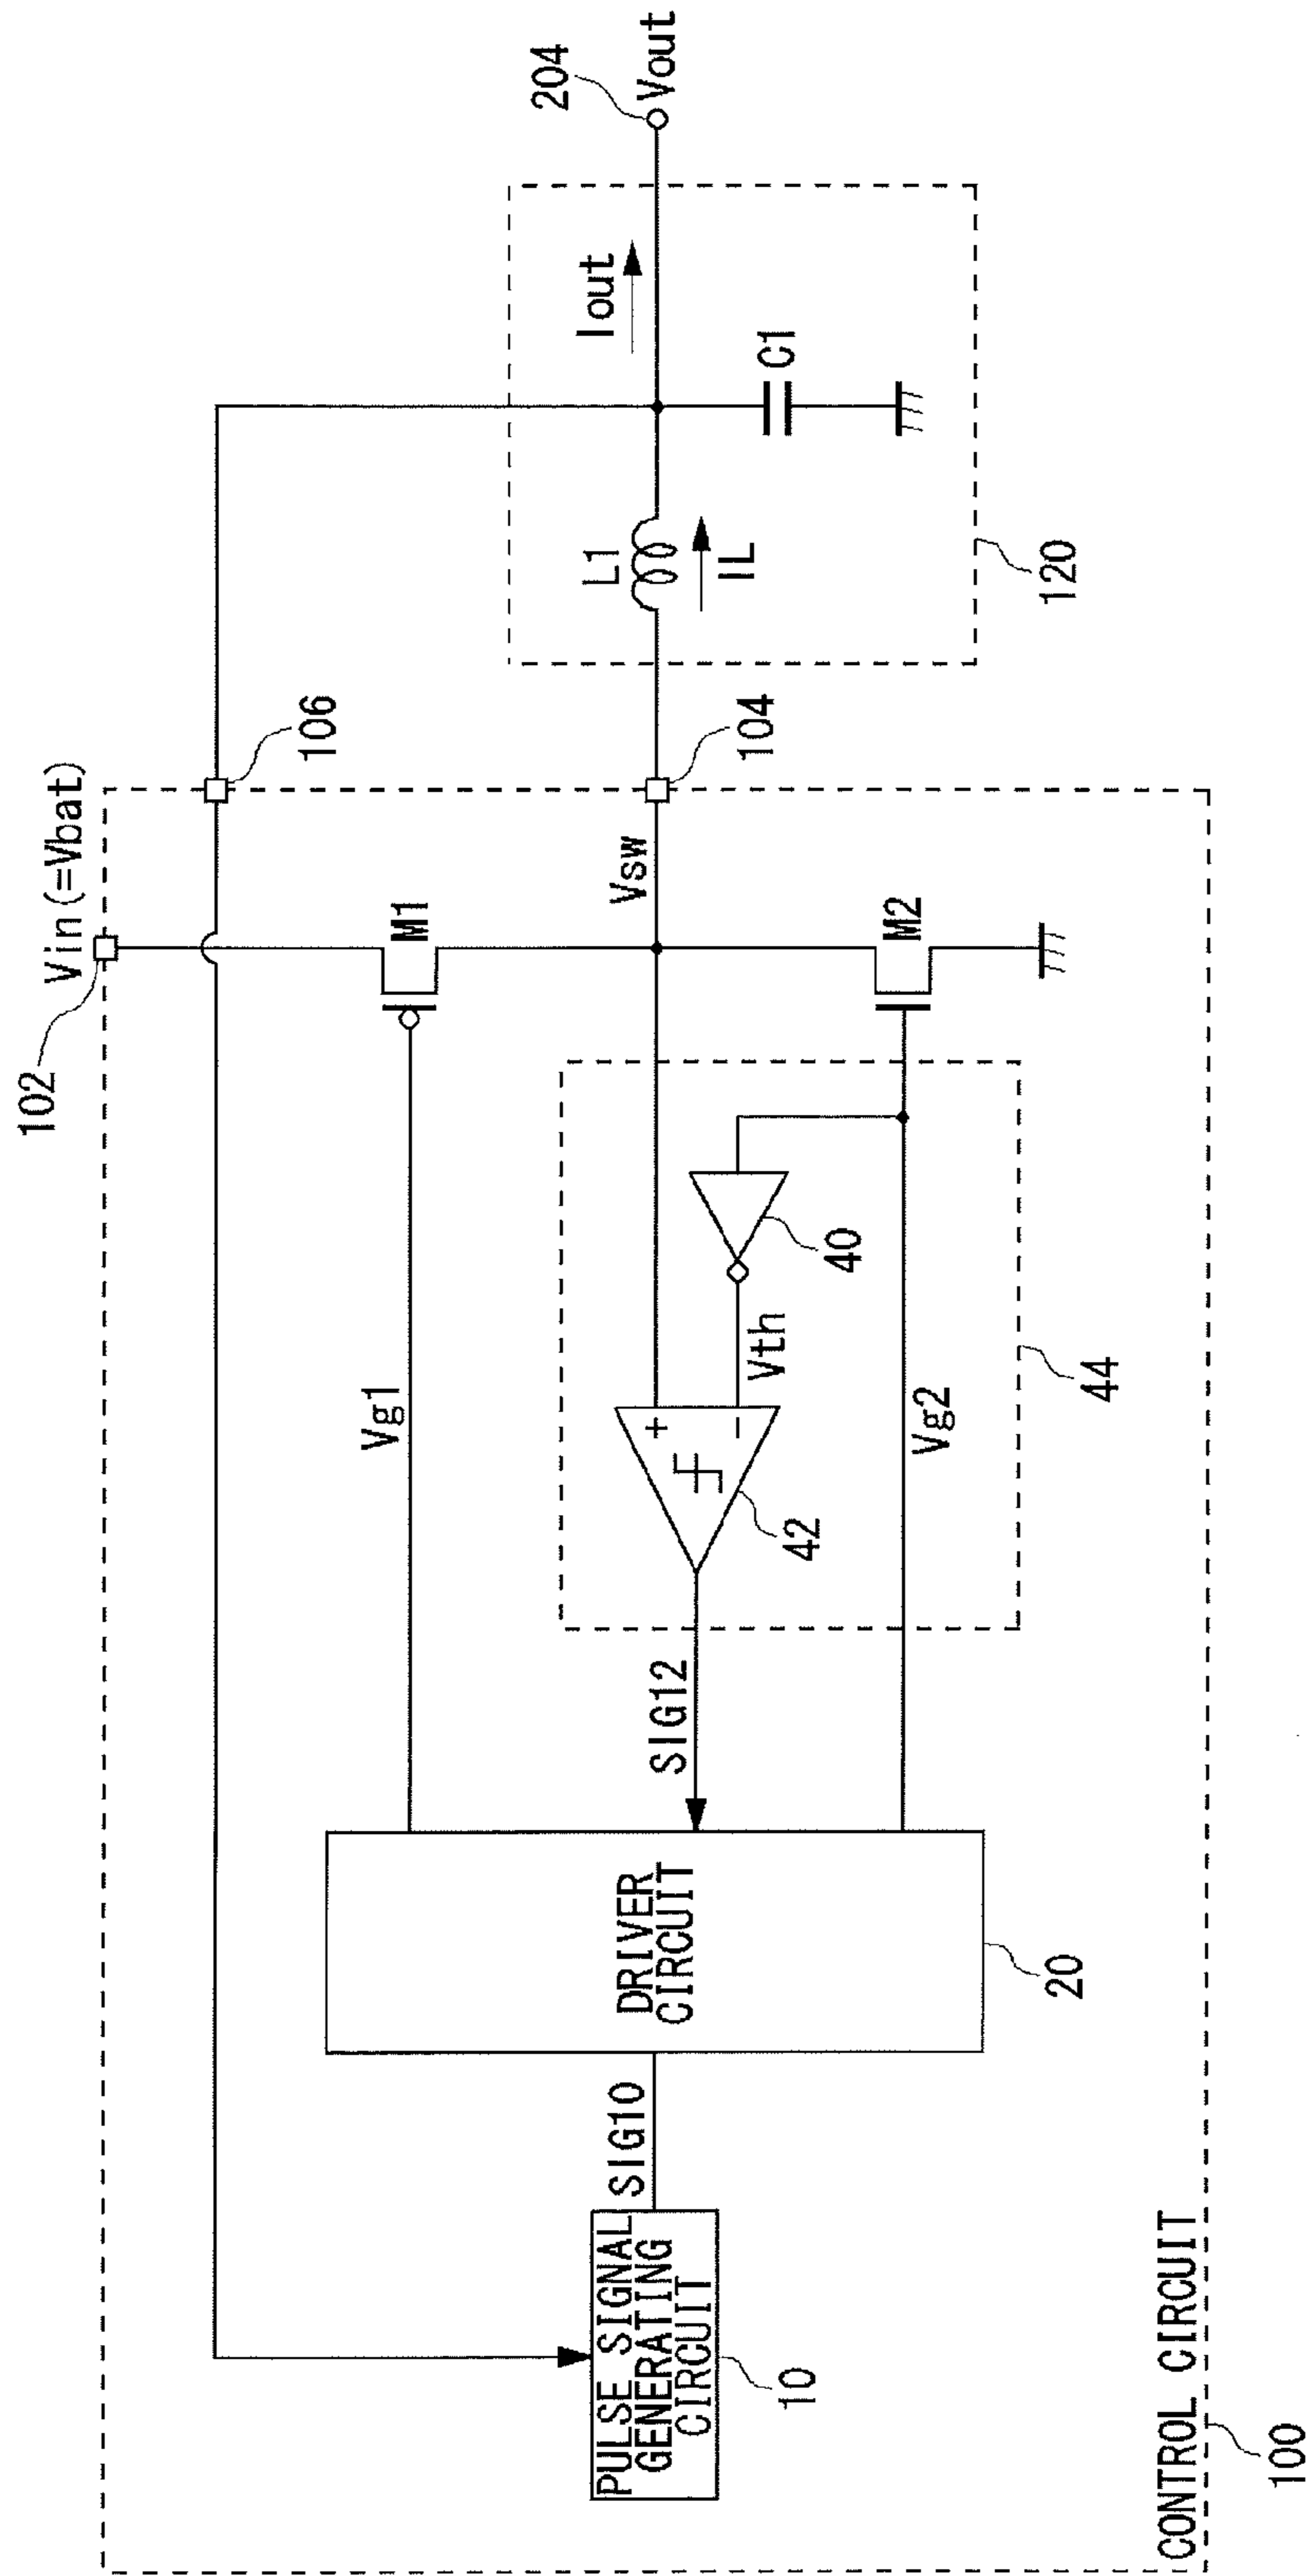 102
Vin(=Vbat)
106
Vg1
M1
Iout
204
Vout
L1
IL
C1
120
Vsw
104
PULSE SIGNAL
GENERATING
CIRCUIT
10
SIG10
DRIVER
CIRCUIT
20
SIG12
+
−
42
Vth
40
M2
Vg2
44
CONTROL CIRCUIT
100